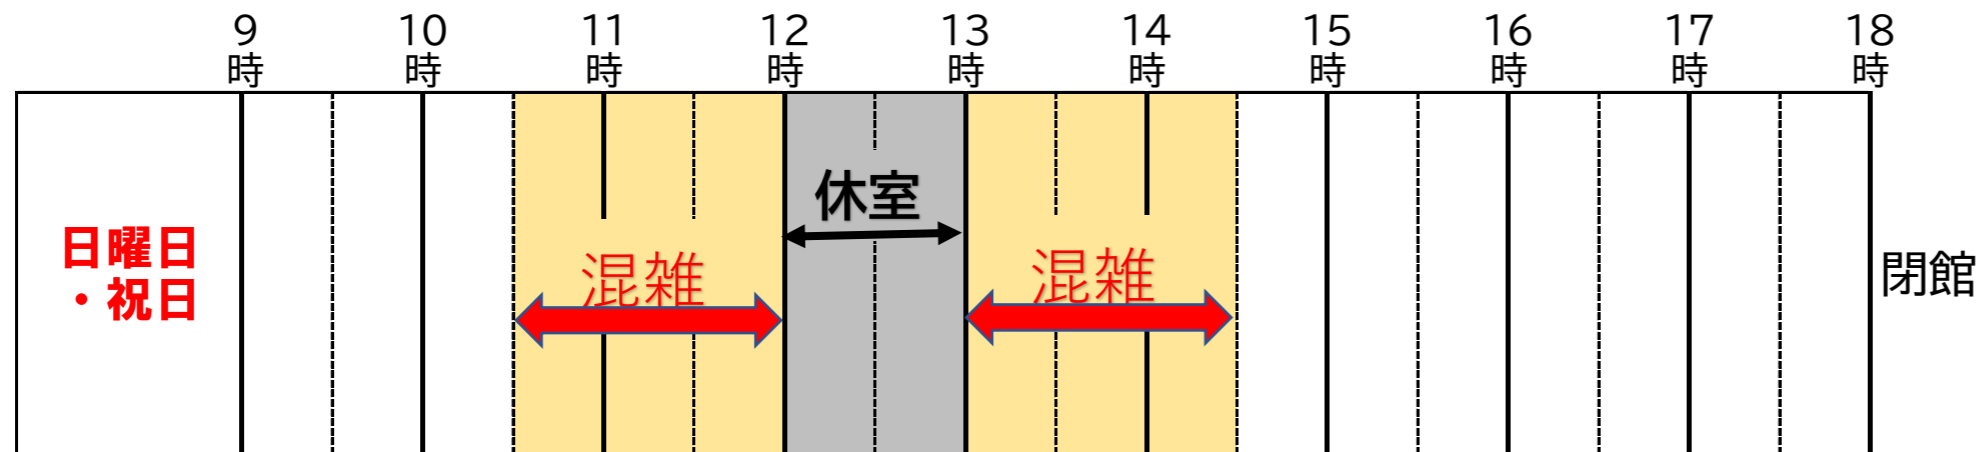 9 10 11 12 13 14 15 16 17 18
時 時 時 時 時 時 時 時 時 時
休室
日曜日
・祝日
混雑
混雑
閉館